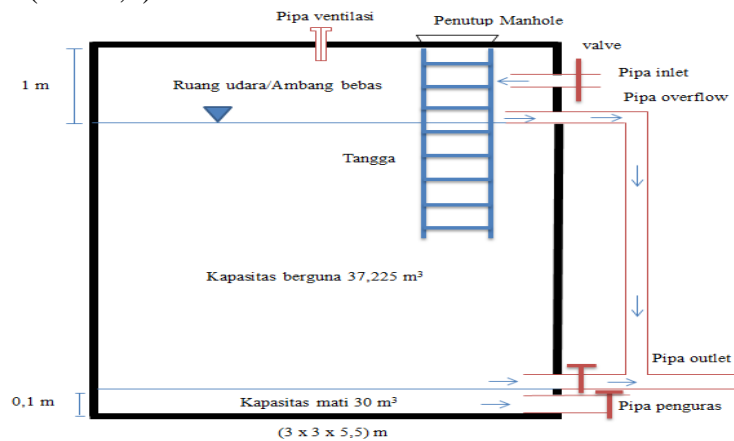 Pipa ventilasi
Penutup Manhole
valve
1 m
Ruang udara/Ambang bebas
Pipa inlet
Pipa overflow
Tangga
Kapasitas berguna 37,225 m³
Pipa outlet
0,1 m
Kapasitas mati 30 m³
Pipa penguras
(3 x 3 x 5,5) m